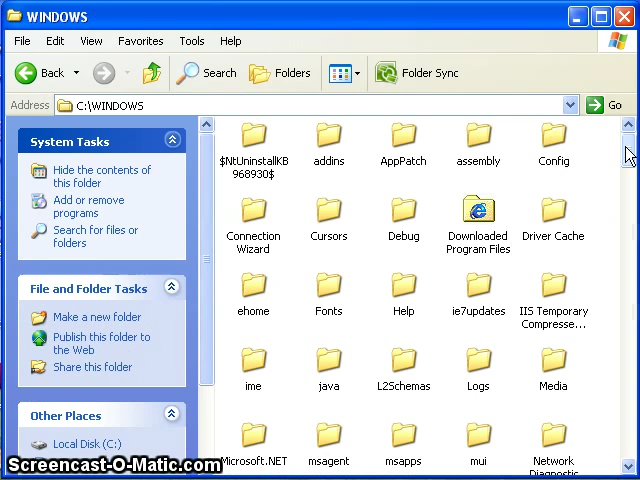 WINDOWS
File Edit View Favorites Tools Help
Back Search Folders Folder Sync
Address C:\WINDOWS Go
System Tasks
Hide the contents of
this folder
Add or remove
programs
Search for files or
folders
File and Folder Tasks
Make a new folder
Publish this folder to
the Web
Share this folder
Other Places
Local Disk (C:)
$NtUninstallKB
968930$
addins
AppPatch
assembly
Config
Connection
Wizard
Cursors
Debug
Downloaded
Program Files
Driver Cache
ehome
Fonts
Help
ie7updates
IIS Temporary
Compresse...
ime
java
L2Schemas
Logs
Media
Microsoft.NET
msagent
msapps
mui
Network
Diagnostic
Screencast-O-Matic.com